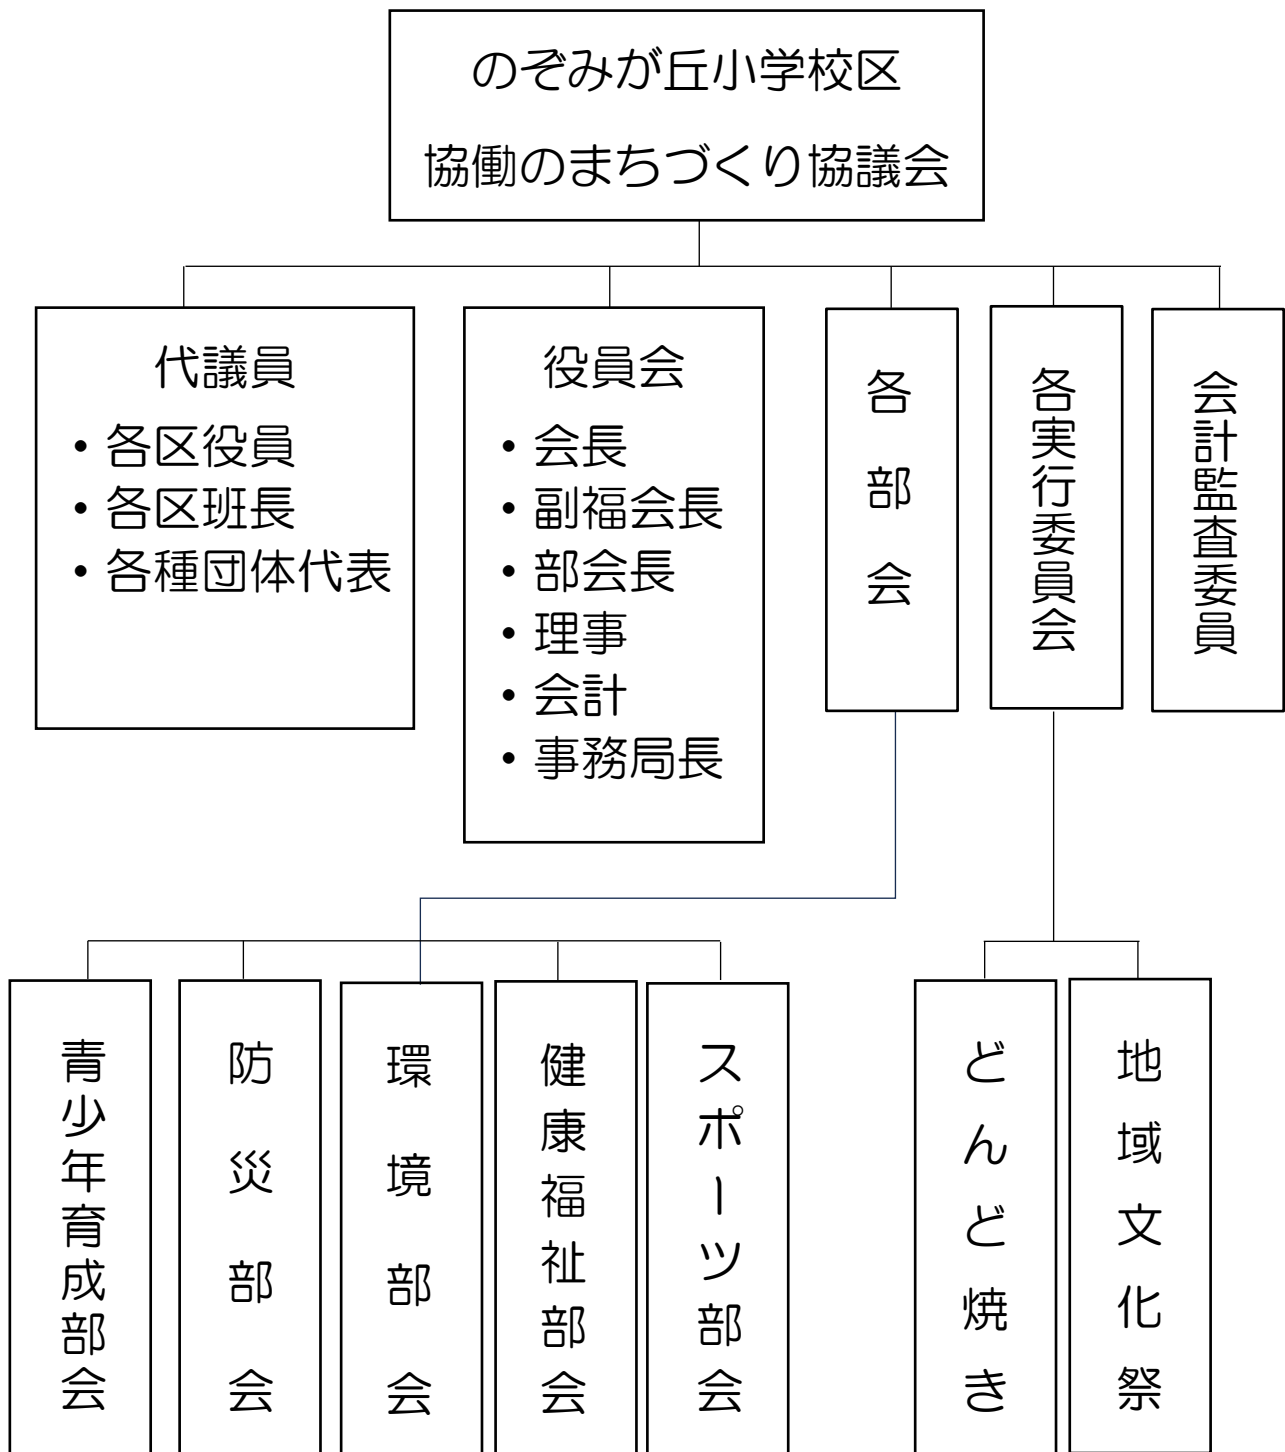 のぞみが丘小学校区
協働のまちづくり協議会
代議員
・各区役員
・各区班長
・各種団体代表
役員会
・会長
・副福会長
・部会長
・理事
・会計
・事務局長
各部会
各実行委員会
会計監査委員
青少年育成部会
防災部会
環境部会
健康福祉部会
スポーツ部会
どんど焼き
地域文化祭